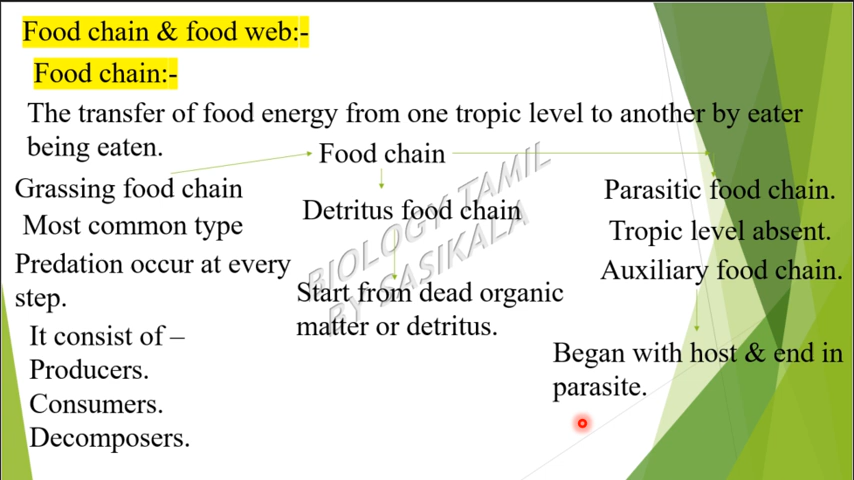 Food chain & food web:-
Food chain:-
The transfer of food energy from one tropic level to another by eater
being eaten.
Food chain
Grassing food chain
Most common type
Predation occur at every
step.
It consist of –
Producers.
Consumers.
Decomposers.
Detritus food chain
Start from dead organic
matter or detritus.
Parasitic food chain.
Tropic level absent.
Auxiliary food chain.
Began with host & end in
parasite.
BIOLOGY TAMIL
BY SASIKALA